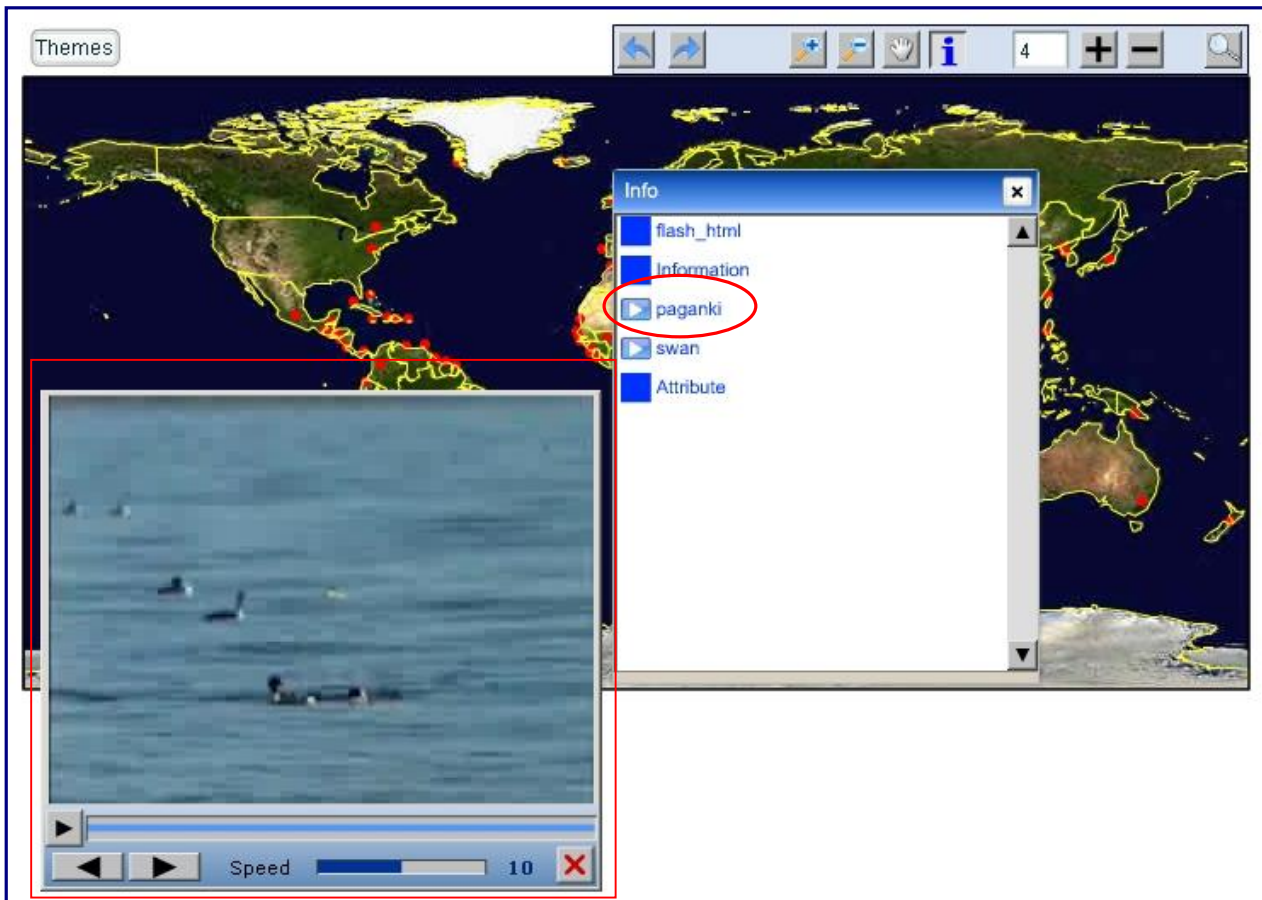 Themes
i
4
Info
flash_html
Information
paganki
swan
Attribute
Speed
10